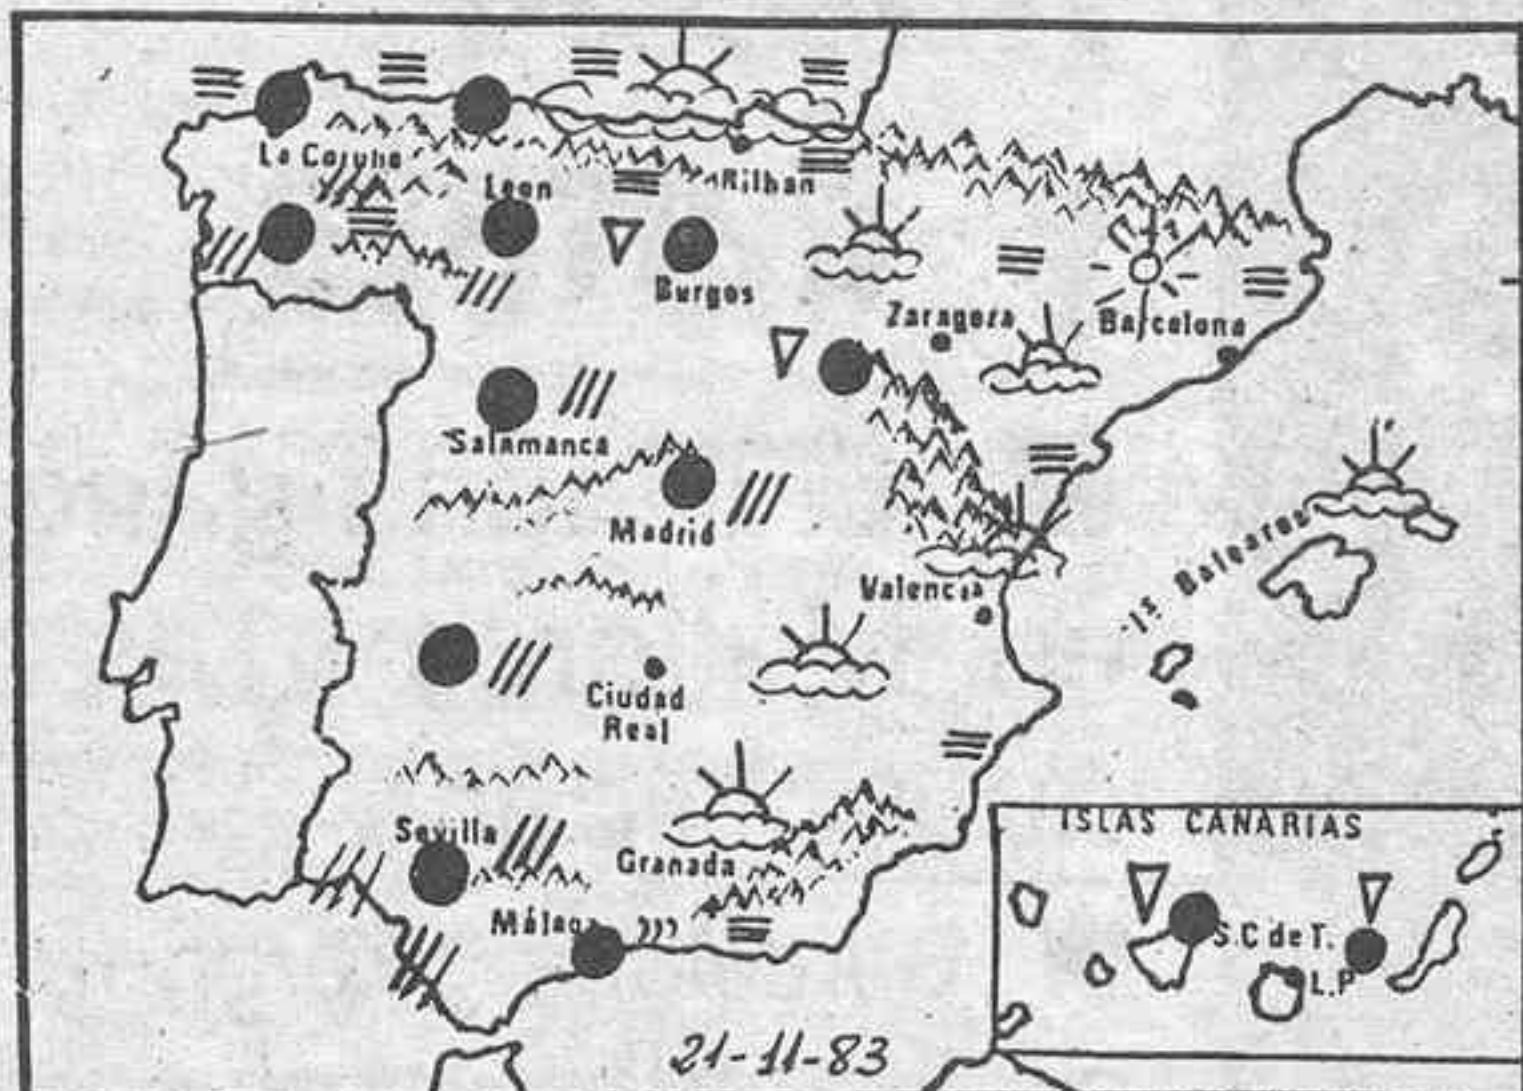 La Coruña
Leon
Bilbao
Burgos
Zaragoza
Barcelona
Salamanca
Madrid
Is Baleares
Valencia
Ciudad
Real
Sevilla
Granada
Málaga
ISLAS CANARIAS
S.C de T.
L.P
21-11-83